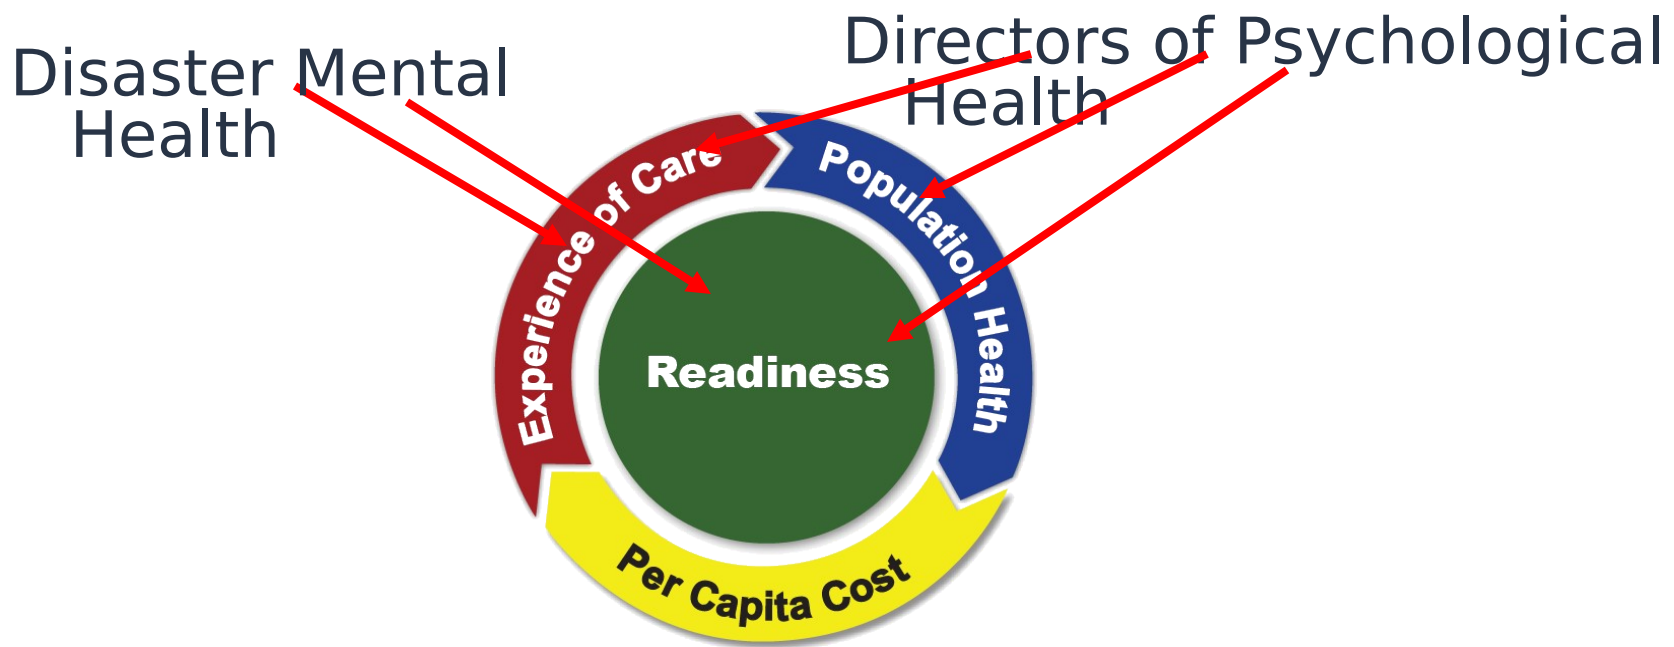 Disaster Mental
Health
Directors of Psychological
Health
Experience of Care
Population Health
Readiness
Per Capita Cost